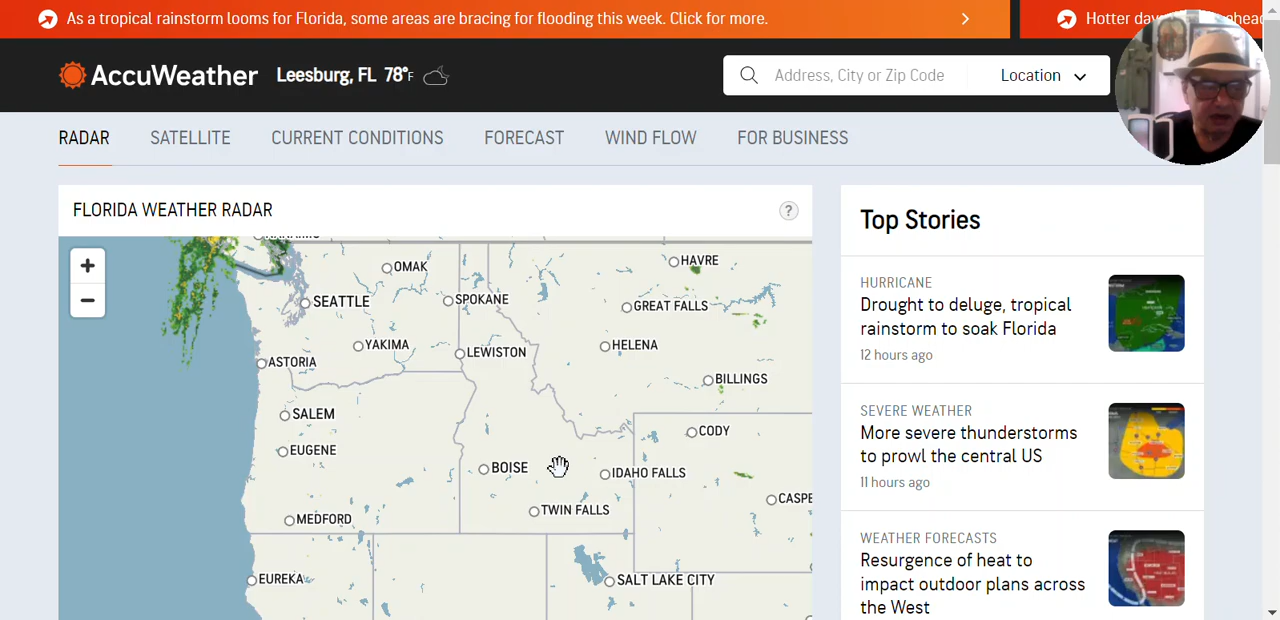 As a tropical rainstorm looms for Florida, some areas are bracing for flooding this week. Click for more.
Hotter
AccuWeather
Leesburg, FL 78°F
Address, City or Zip Code
Location
RADAR
SATELLITE
CURRENT CONDITIONS
FORECAST
WIND FLOW
FOR BUSINESS
FLORIDA WEATHER RADAR
?
+
−
OMAK
HAVRE
SEATTLE
SPOKANE
GREAT FALLS
YAKIMA
LEWISTON
HELENA
ASTORIA
BILLINGS
SALEM
CODY
EUGENE
BOISE
IDAHO FALLS
CASPE
TWIN FALLS
MEDFORD
EUREKA
SALT LAKE CITY
Top Stories
HURRICANE
Drought to deluge, tropical
rainstorm to soak Florida
12 hours ago
SEVERE WEATHER
More severe thunderstorms
to prowl the central US
11 hours ago
WEATHER FORECASTS
Resurgence of heat to
impact outdoor plans across
the West